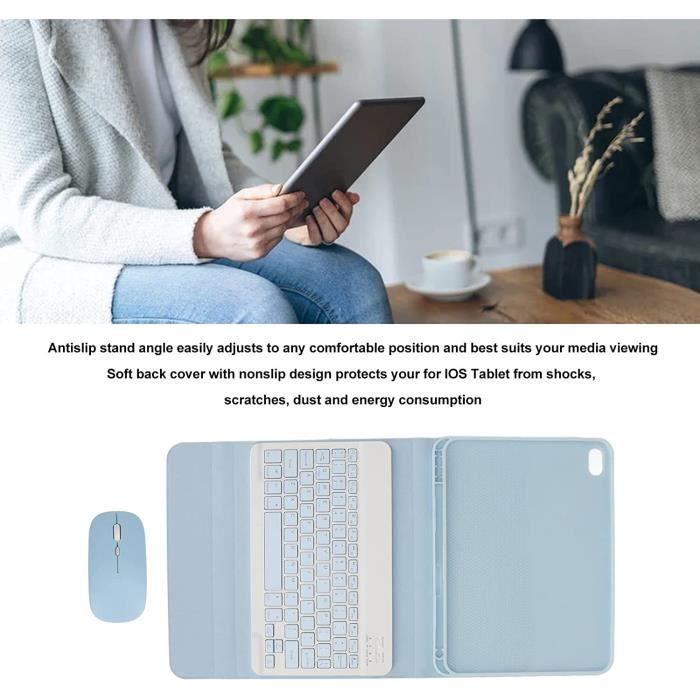 Antislip stand angle easily adjusts to any comfortable position and best suits your media viewing
Soft back cover with nonslip design protects your for IOS Tablet from shocks,
scratches, dust and energy consumption